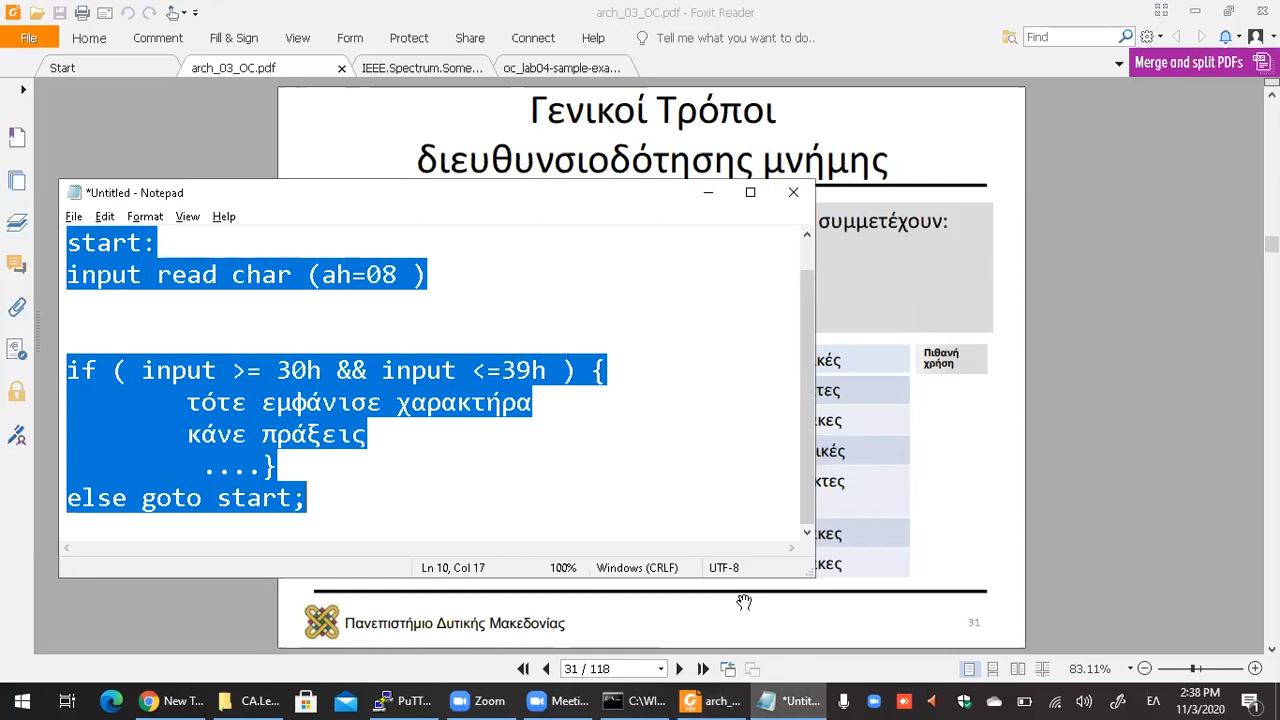 arch_03_OC.pdf - Foxit Reader
File Home Comment Fill & Sign View Form Protect Share Connect Help Tell me what you want to do.. Find
Start arch_03_OC.pdf IEEE.Spectrum.Some... oc_lab04-sample-exa... Merge and split PDFs
Γενικοί Τρόποι
διευθυνσιοδότησης μνήμης
*Untitled - Notepad
File Edit Format View Help
συμμετέχουν:
start:
input read char (ah=08 )
if ( input >= 30h && input <=39h ) {
τότε εμφάνισε χαρακτήρα
κάνε πράξεις
....}
else goto start;
Ln 10, Col 17 100% Windows (CRLF) UTF-8
Πιθανή
χρήση
Πανεπιστήμιο Δυτικής Μακεδονίας
31
31 / 118 83.11%
New T... CA.Le... PuTT... Zoom Meeti... C:\WI... arch_... *Untit... ΕΛ
2:38 PM
11/3/2020